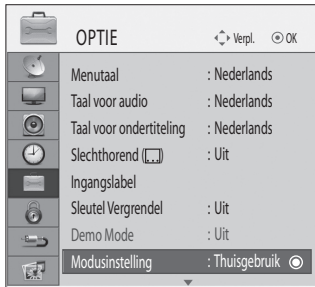 OPTIE Verpl. OK
Menutaal : Nederlands
Taal voor audio : Nederlands
Taal voor ondertiteling : Nederlands
Slechthorend ( ) : Uit
Ingangslabel
Sleutel Vergrendel : Uit
Demo Mode : Uit
Modusinstelling : Thuisgebruik